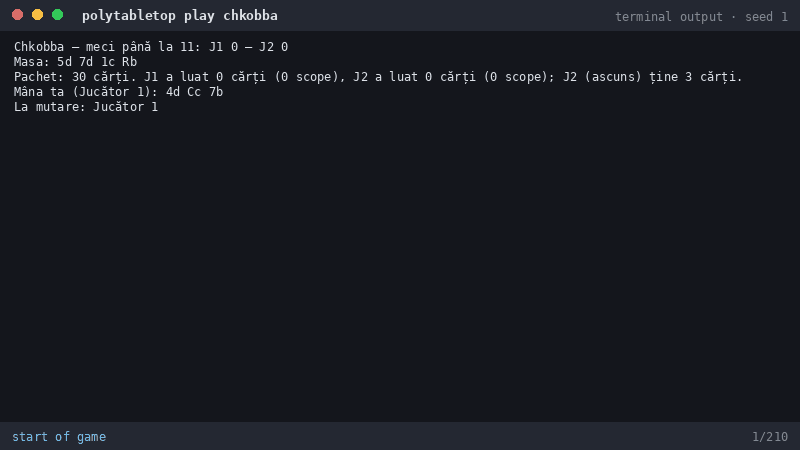 polytabletop play chkobba
terminal output · seed 1
Chkobba — meci până la 11: J1 0 — J2 0
Masa: 5d 7d 1c Rb
Pachet: 30 cărți. J1 a luat 0 cărți (0 scope), J2 a luat 0 cărți (0 scope); J2 (ascuns) ține 3 cărți.
Mâna ta (Jucător 1): 4d Cc 7b
La mutare: Jucător 1
start of game
1/210